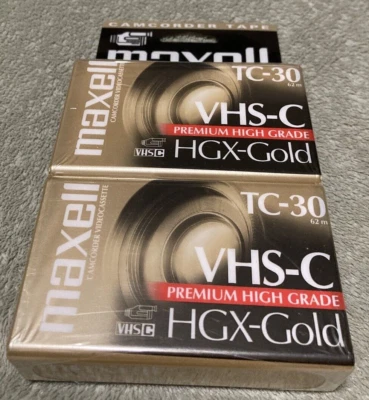 CAMCORDER TAPE
maxell
maxell
CAMCORDER VIDEOCASSETTE
TC-30
62 m
VHS-C
PREMIUM HIGH GRADE
VHS C
HGX-Gold
maxell
CAMCORDER VIDEOCASSETTE
TC-30
62 m
VHS-C
PREMIUM HIGH GRADE
VHS C
HGX-Gold